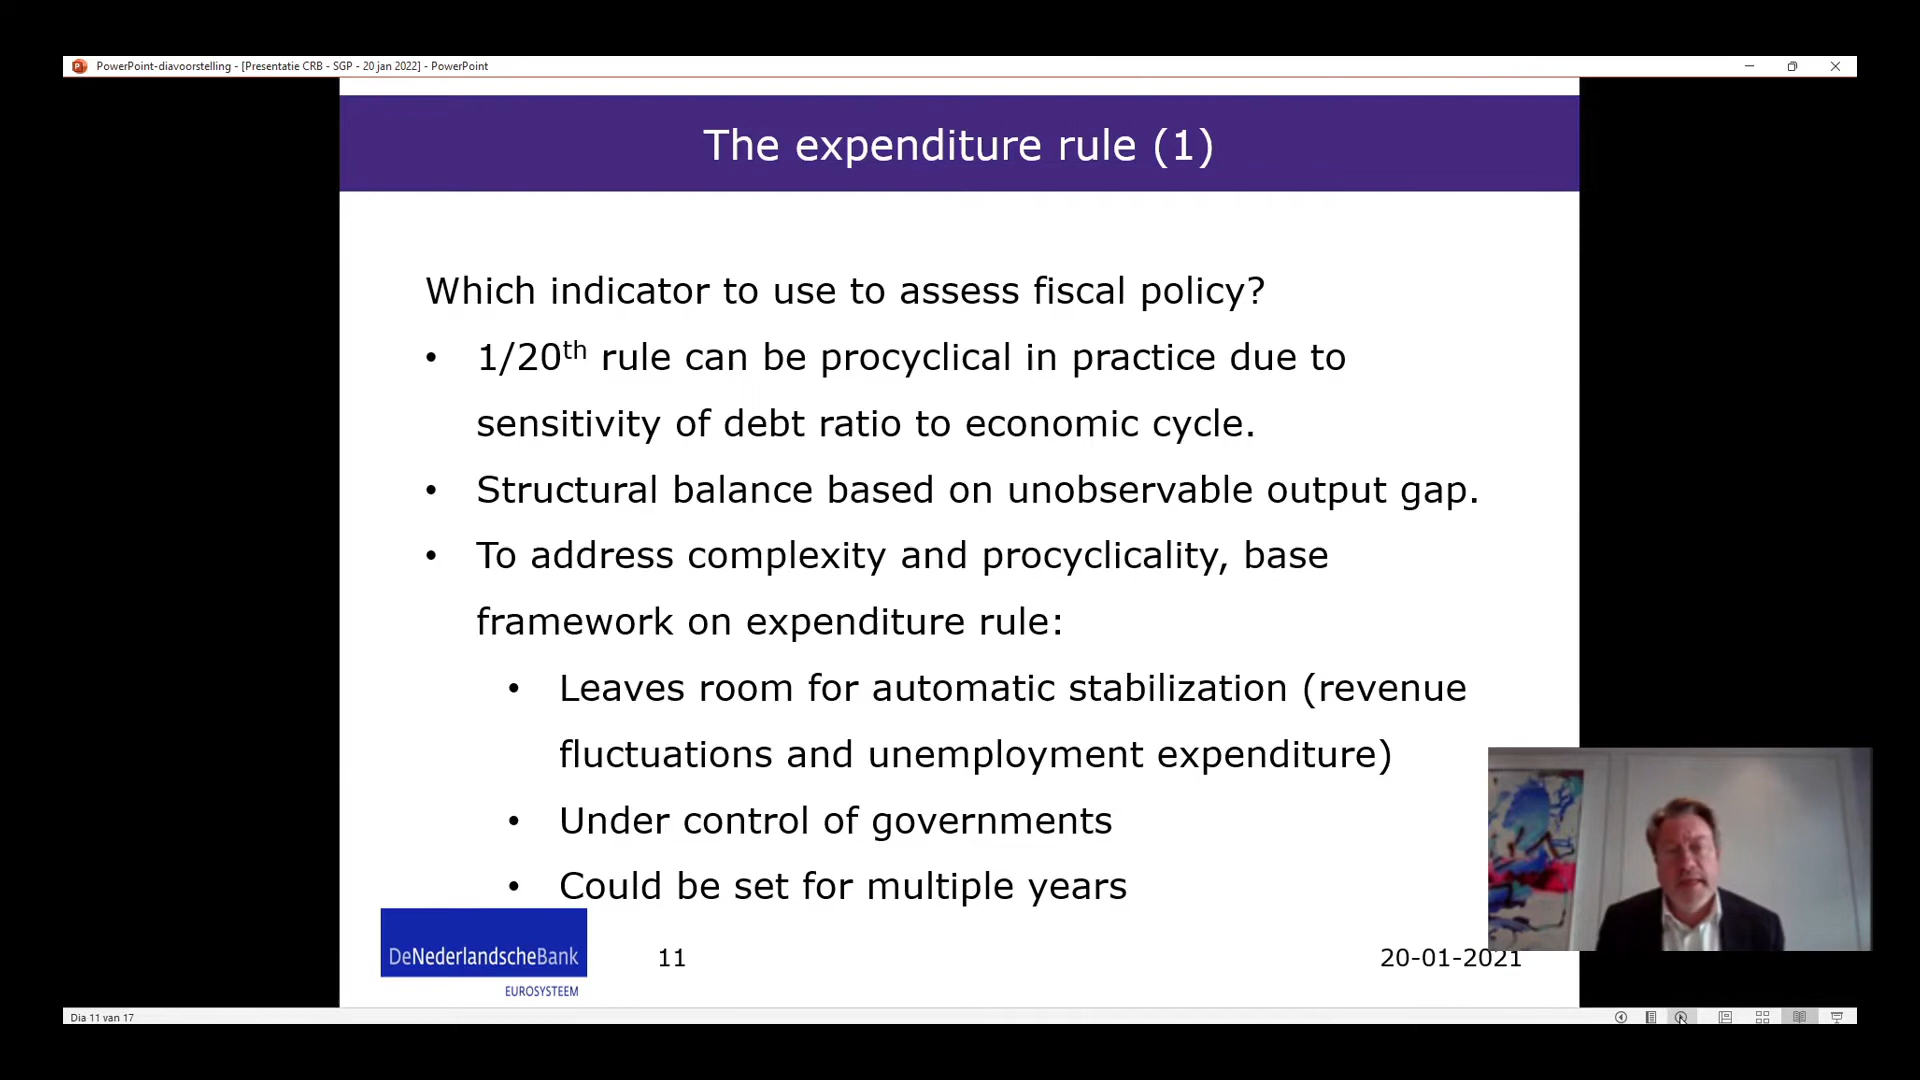 PowerPoint-diavoorstelling - [Presentatie CRB - SGP - 20 jan 2022] - PowerPoint
The expenditure rule (1)
Which indicator to use to assess fiscal policy?
• 1/20th rule can be procyclical in practice due to
sensitivity of debt ratio to economic cycle.
• Structural balance based on unobservable output gap.
• To address complexity and procyclicality, base
framework on expenditure rule:
• Leaves room for automatic stabilization (revenue
fluctuations and unemployment expenditure)
• Under control of governments
• Could be set for multiple years
DeNederlandscheBank
EUROSYSTEEM
11
20-01-2021
Dia 11 van 17